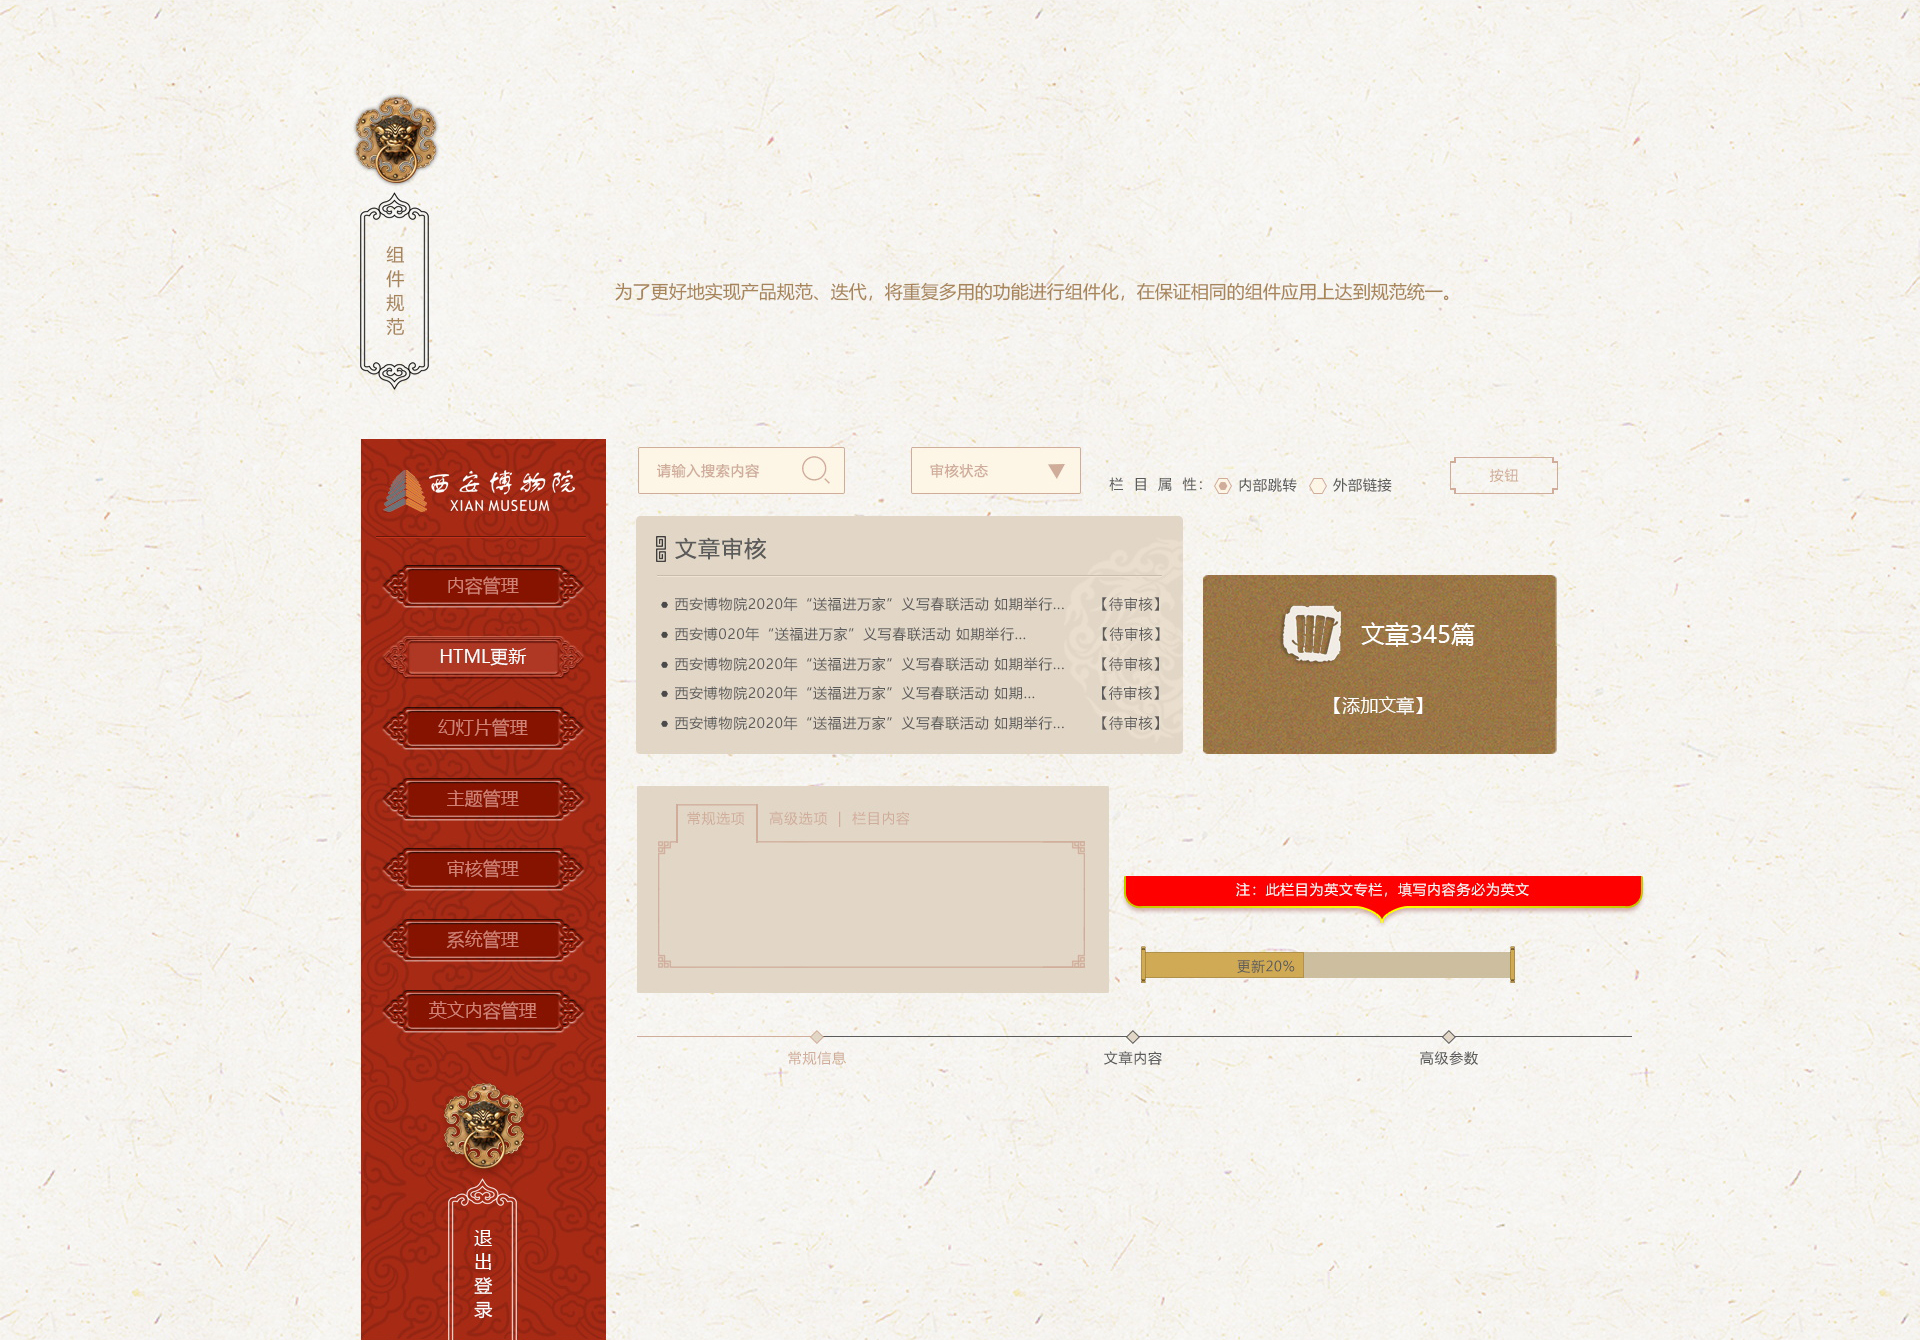 组件规范
为了更好地实现产品规范、迭代，将重复多用的功能进行组件化，在保证相同的组件应用上达到规范统一。
西安博物院
XIAN MUSEUM
内容管理
HTML更新
幻灯片管理
主题管理
审核管理
系统管理
英文内容管理
退出登录
请输入搜索内容
审核状态
栏目属性： 内部跳转 外部链接
按钮
文章审核
西安博物院2020年“送福进万家”义写春联活动 如期举行... 【待审核】
西安博020年“送福进万家”义写春联活动 如期举行... 【待审核】
西安博物院2020年“送福进万家”义写春联活动 如期举行... 【待审核】
西安博物院2020年“送福进万家”义写春联活动 如期... 【待审核】
西安博物院2020年“送福进万家”义写春联活动 如期举行... 【待审核】
文章345篇
【添加文章】
常规选项 高级选项 | 栏目内容
注：此栏目为英文专栏，填写内容务必为英文
更新20%
常规信息 文章内容 高级参数